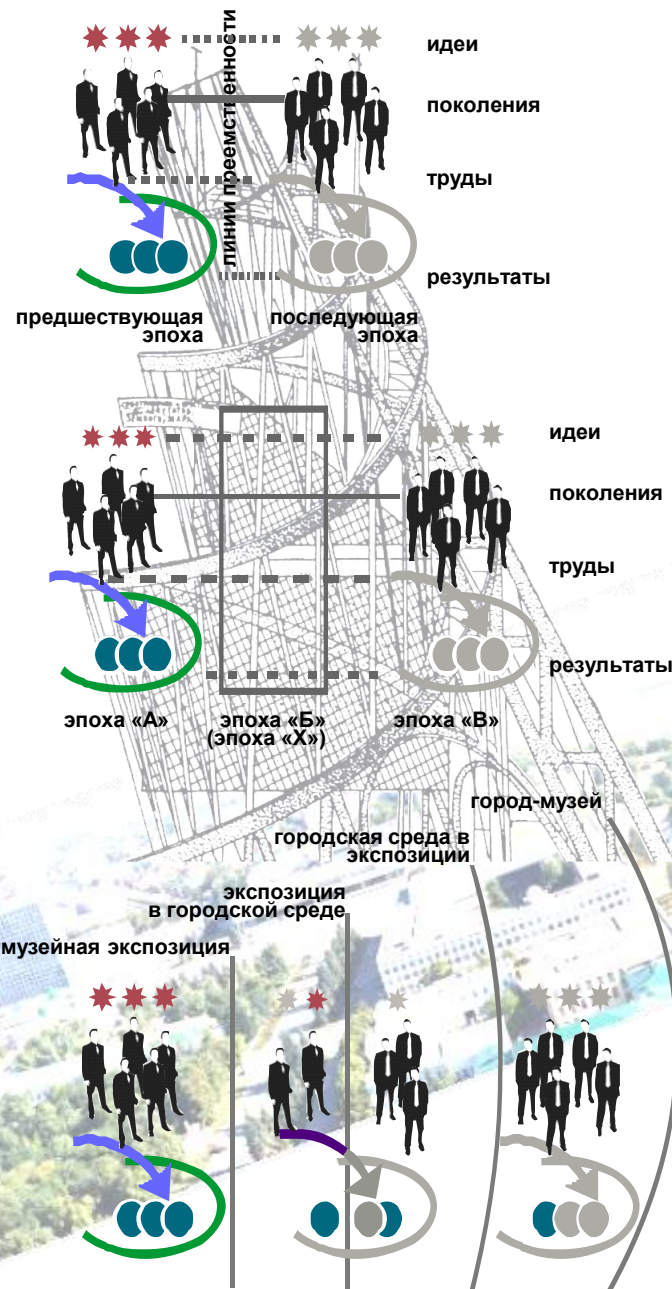 идеи
поколения
линии преемственности
труды
результаты
предшествующая
эпоха
последующая
эпоха
идеи
поколения
труды
результаты
эпоха «А»
эпоха «Б»
(эпоха «Х»)
эпоха «В»
город-музей
городская среда в
экспозиции
экспозиция
в городской среде
музейная экспозиция